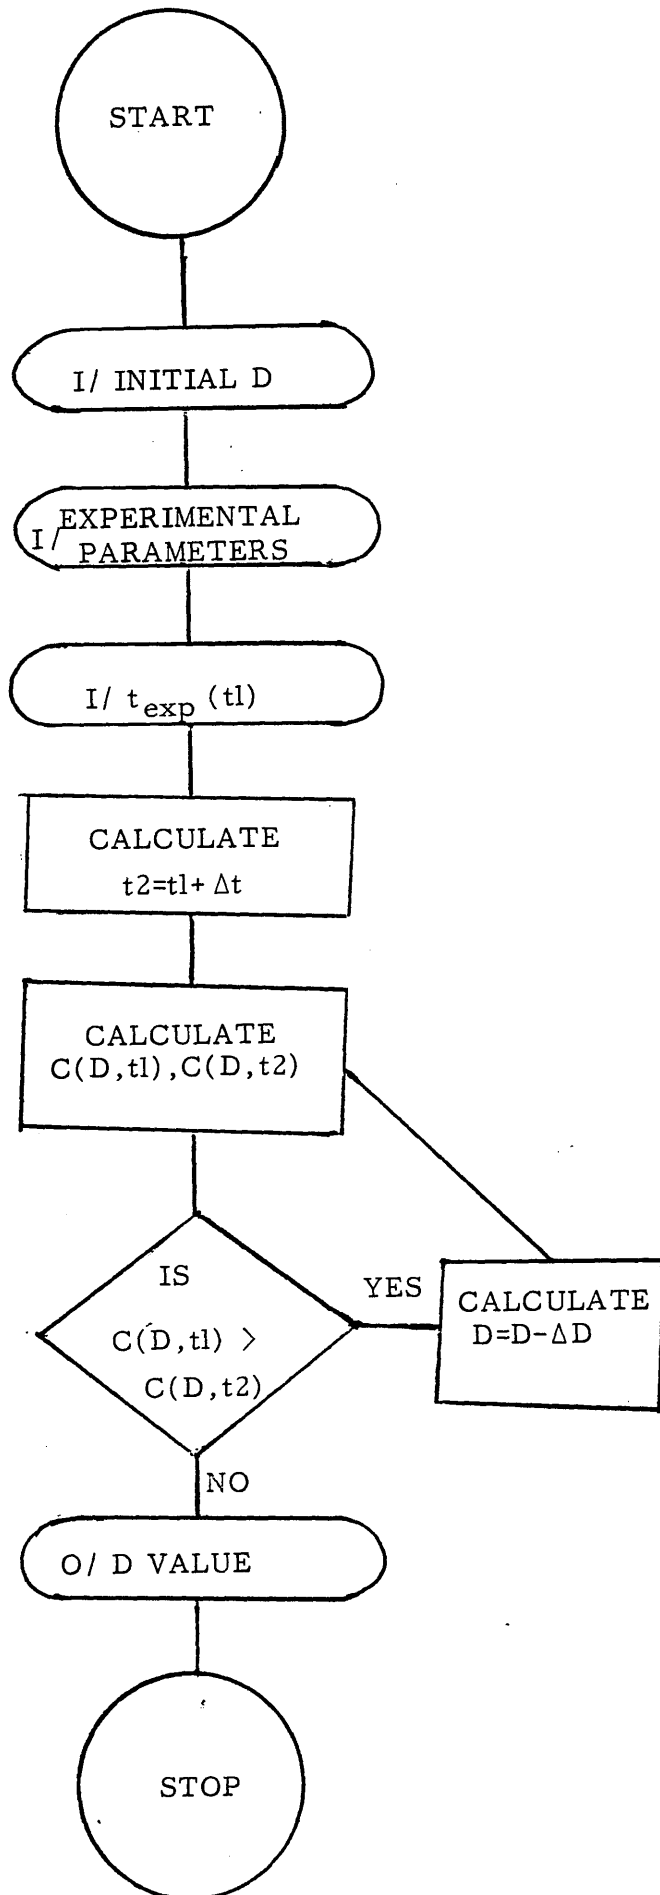 START
I/ INITIAL D
EXPERIMENTAL
I/ PARAMETERS
I/ t_exp (t1)
CALCULATE
t2=t1+ Δt
CALCULATE
C(D,t1),C(D,t2)
IS
C(D,t1) >
C(D,t2)
YES
CALCULATE
D=D-ΔD
NO
O/ D VALUE
STOP